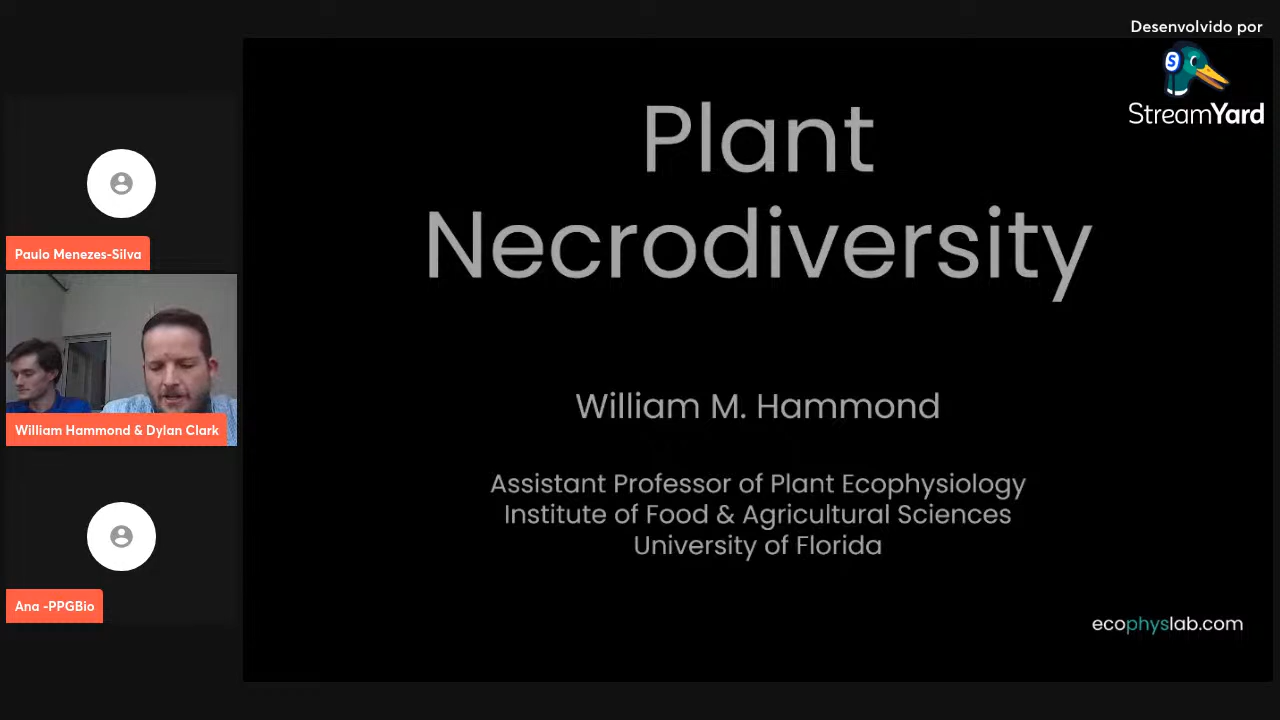 Desenvolvido por
StreamYard
Plant
Necrodiversity
William M. Hammond
Assistant Professor of Plant Ecophysiology
Institute of Food & Agricultural Sciences
University of Florida
ecophyslab.com
Paulo Menezes-Silva
William Hammond & Dylan Clark
Ana -PPGBio